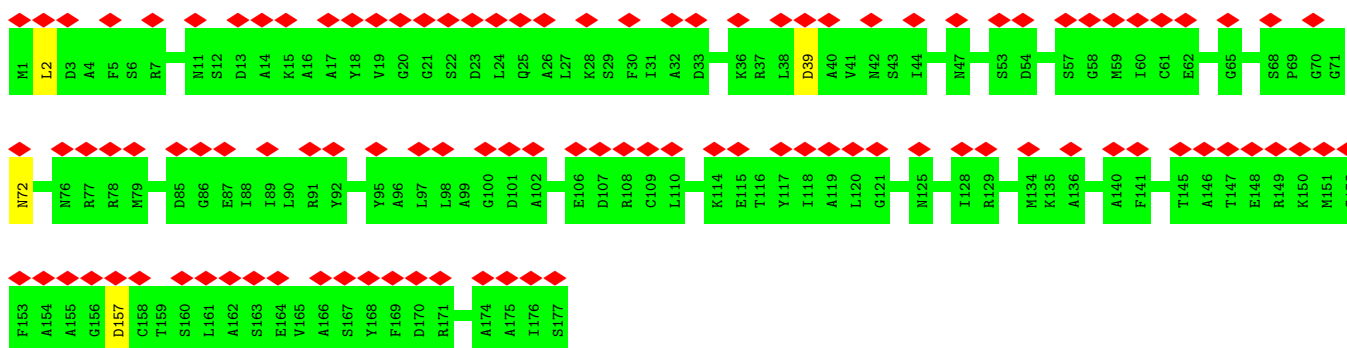 M1 L2 D3 A4 F5 S6 R7 N11 S12 D13 A14 K15 A16 A17 Y18 V19 G20 G21 S22 D23 L24 Q25 A26 L27 K28 S29 F30 I31 A32 D33 K36 R37 L38 D39 A40 V41 N42 S43 I44 N47 S53 D54 S57 G58 M59 I60 C61 E62 G65 S68 P69 G70 G71
N72 N76 R77 R78 M79 D85 G86 E87 I88 I89 L90 R91 Y92 Y95 A96 L97 L98 A99 G100 D101 A102 E106 D107 R108 C109 L110 K114 E115 T116 Y117 I118 A119 L120 G121 N125 I128 R129 M134 K135 A136 A140 F141 T145 A146 T147 E148 R149 K150 M151
F153 A154 A155 G156 D157 C158 T159 S160 L161 A162 S163 E164 V165 A166 S167 Y168 F169 D170 R171 A174 A175 I176 S177